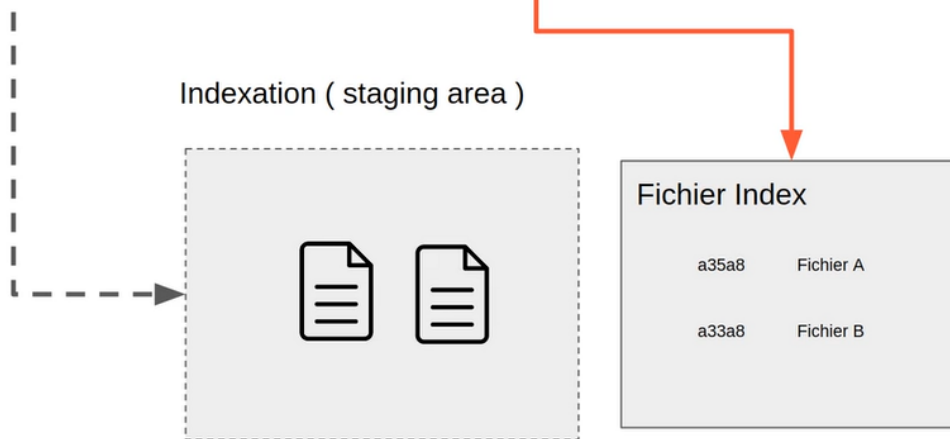 Indexation ( staging area )
Fichier Index
a35a8 Fichier A
a33a8 Fichier B